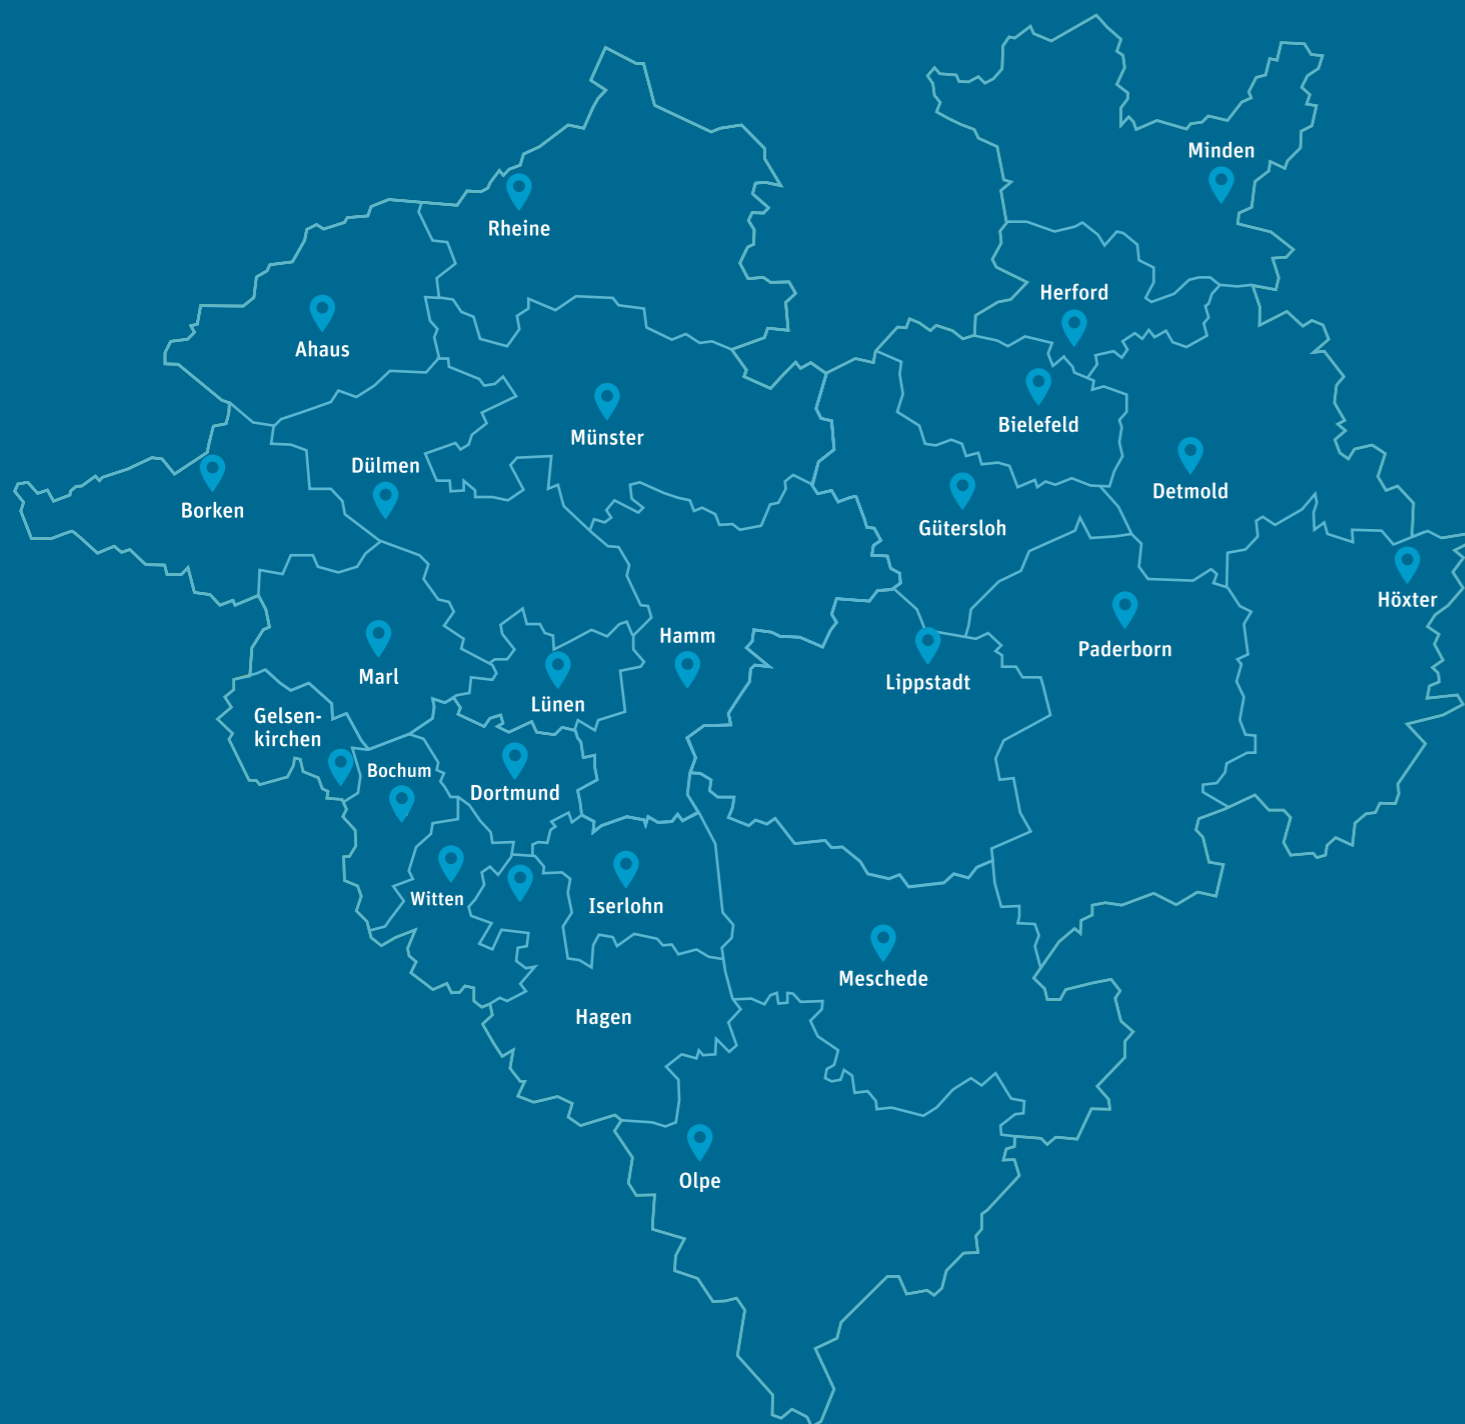 Minden
Rheine
Herford
Ahaus
Bielefeld
Münster
Dülmen
Detmold
Borken
Gütersloh
Höxter
Hamm
Paderborn
Marl
Lippstadt
Lünen
Gelsen-
kirchen
Bochum
Dortmund
Witten
Iserlohn
Meschede
Hagen
Olpe